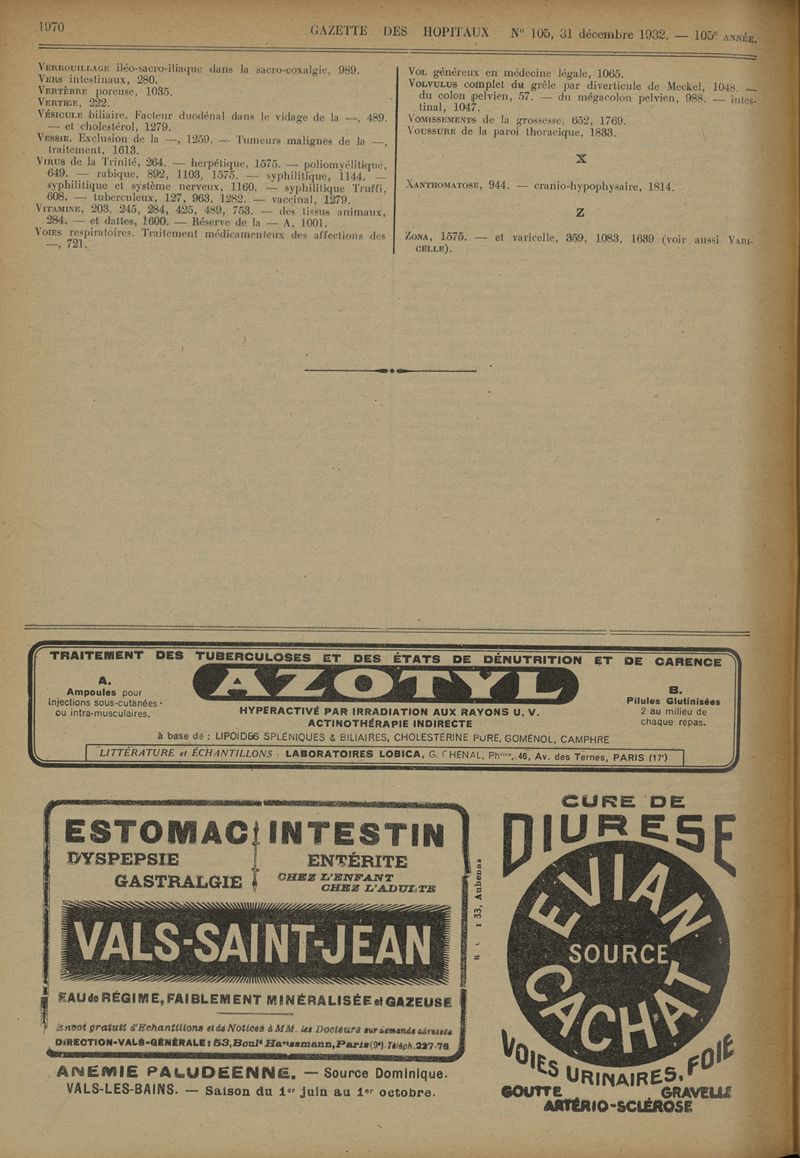 1970
GAZETTE DES HOPITAUX N° 105, 31 décembre 1932. — 105e ANNÉE.
VERROUILLAGE iléo-sacro-iliaque dans la sacro-coxalgie, 989.
VERS intestinaux, 280.
VERTÈBRE poreuse, 1035.
VERTIGE, 222.
VÉSICULE biliaire. Facteur duodénal dans le vidage de la —, 489.
— et cholestérol, 1279.
VESSIE. Exclusion de la —, 1259. — Tumeurs malignes de la —,
traitement, 1613.
VIRUS de la Trinité, 264. — herpétique, 1575. — poliomyélitique,
649. — rabique, 892, 1103, 1575. — syphilitique, 1144. —
syphilitique et système nerveux, 1160. — syphilitique Truffi,
608. — tuberculeux, 127, 963, 1282. — vaccinal, 1279.
VITAMINE, 203, 245, 284, 425, 489, 753. — des tissus animaux,
284. — et dattes, 1600. — Réserve de la — A, 1001.
VOIES respiratoires. Traitement médicamenteux des affections des
—, 721.
VOL généreux en médecine légale, 1065.
VOLVULUS complet du grêle par diverticule de Meckel, 1048. —
du colon pelvien, 57. — du mégacolon pelvien, 988. — intes-
tinal, 1047.
VOMISSEMENTS de la grossesse, 652, 1769.
VOUSSURE de la paroi thoracique, 1833.
X
XANTHOMATOSE, 944. — cranio-hypophysaire, 1814.
Z
ZONA, 1575. — et varicelle, 359, 1083, 1639 (voir aussi VARI-
CELLE).
TRAITEMENT DES TUBERCULOSES ET DES ÉTATS DE DÉNUTRITION ET DE CARENCE
A.
Ampoules pour
injections sous-cutanées
ou intra-musculaires.
AZOTYL
HYPERACTIVÉ PAR IRRADIATION AUX RAYONS U. V.
ACTINOTHÉRAPIE INDIRECTE
B.
Pilules Glutinisées
2 au milieu de
chaque repas.
à base de : LIPOIDES SPLÉNIQUES & BILIAIRES, CHOLESTÉRINE PURE, GOMÉNOL, CAMPHRE
LITTÉRATURE et ÉCHANTILLONS : LABORATOIRES LOBICA, G. CHENAL, Phcien, 46, Av. des Ternes, PARIS (17e)
ESTOMAC INTESTIN
DYSPEPSIE ENTÉRITE
GASTRALGIE CHEZ L'ENFANT
CHEZ L'ADULTE
VALS-SAINT-JEAN
EAU de RÉGIME, FAIBLEMENT MINÉRALISÉE et GAZEUSE
Envoi gratuit d'Echantillons et de Notices à MM. les Docteurs sur demande adressée
DIRECTION-VALS-GÉNÉRALE: 53, Boulᵈ Haussmann, Paris (9e). Téléph. 227-78
33, Aubenas
ANEMIE PALUDEENNE. — Source Dominique.
VALS-LES-BAINS. — Saison du 1er juin au 1er octobre.
CURE DE
DIURESE
EVIAN
SOURCE
CACHAT
VOIES URINAIRES, FOIE
GOUTTE GRAVELLE
ARTÉRIO-SCLÉROSE